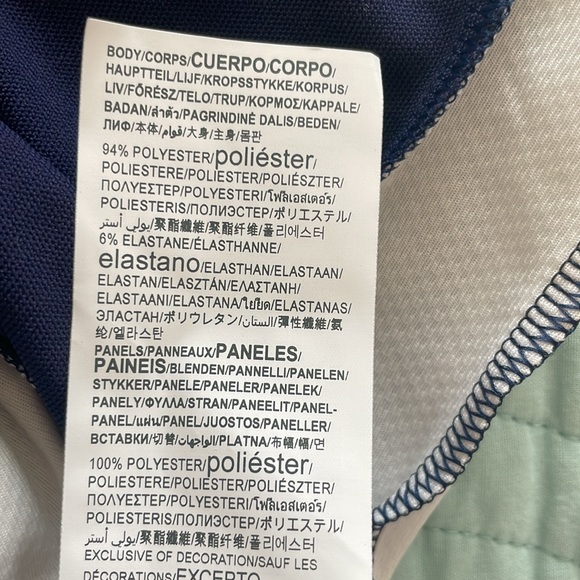 BODY/CORPS/CUERPO/CORPO/
HAUPTTEIL/LIJF/KROPSSTYKKE/KORPUS/
LIV/FŐRÉSZ/TELO/TRUP/ΚΟΡΜΟΣ/KAPPALE/
BADAN/ลำตัว/PAGRINDINĖ DALIS/BEDEN/
ЛИФ/本体/قوام/大身/主身/몸판
94% POLYESTER/poliéster/
POLIESTERE/POLIESTER/POLIÉSZTER/
ΠΟΛΥΕΣΤΕΡ/POLYESTERI/โพลีเอสเตอร์/
POLIESTERIS/ПОЛИЭСТЕР/ポリエステル/
بولي أستر/聚酯纖維/聚酯纤维/폴리에스터
6% ELASTANE/ÉLASTHANNE/
elastano/ELASTHAN/ELASTAAN/
ELASTAN/ELASZTÁN/ΕΛΑΣΤΑΝΗ/
ELASTAANI/ELASTANA/ใยยืด/ELASTANAS/
ЭЛАСТАН/ポリウレタン/الستان/彈性纖維/氨
纶/엘라스탄
PANELS/PANNEAUX/PANELES/
PAINEIS/BLENDEN/PANNELLI/PANELEN/
STYKKER/PANELE/PANELER/PANELEK/
PANELY/ΦΥΛΛΑ/STRAN/PANEELIT/PANEL-
PANEL/แผ่น/PANEL/JUOSTOS/PANELLER/
ВСТАВКИ/切替/الواجهات/PLATNA/布幅/幅/면
100% POLYESTER/poliéster/
POLIESTERE/POLIESTER/POLIÉSZTER/
ΠΟΛΥΕΣΤΕΡ/POLYESTERI/โพลีเอสเตอร์/
POLIESTERIS/ПОЛИЭСТЕР/ポリエステル/
بولي أستر/聚酯纖維/聚酯纤维/폴리에스터
EXCLUSIVE OF DECORATION/SAUF LES
DÉCORATIONS/EXCEPTO